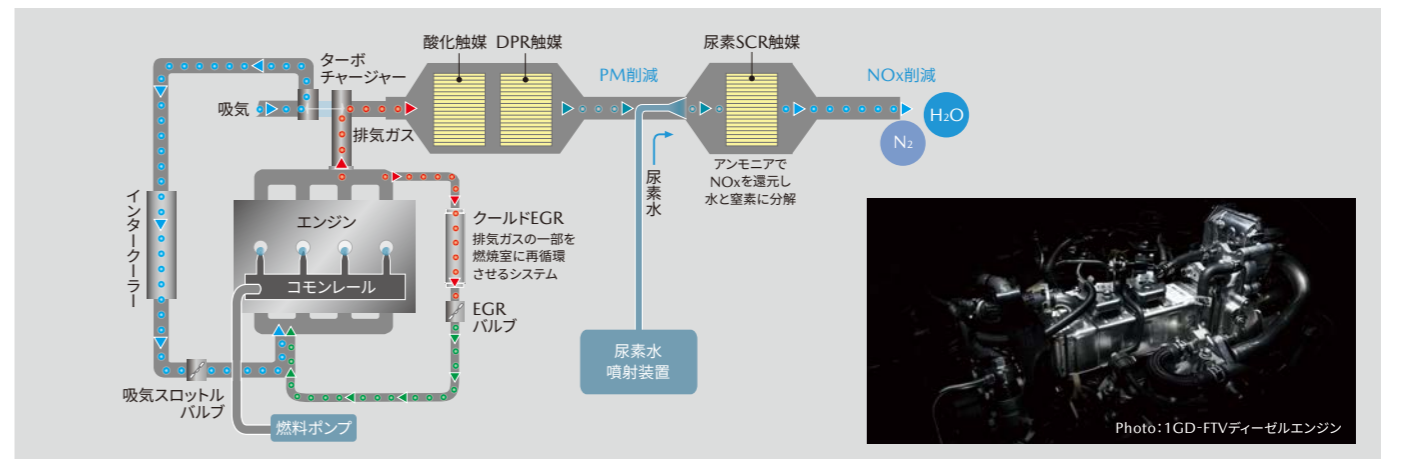 酸化触媒 DPR触媒
尿素SCR触媒
ターボ
チャージャー
PM削減
NOx削減
吸気
排気ガス
H2O
N2
アンモニアで
NOxを還元し
水と窒素に分解
尿素水
インタークーラー
エンジン
クールドEGR
排気ガスの一部を
燃焼室に再循環
させるシステム
コモンレール
EGR
バルブ
尿素水
噴射装置
吸気スロットル
バルブ
燃料ポンプ
Photo:1GD-FTVディーゼルエンジン